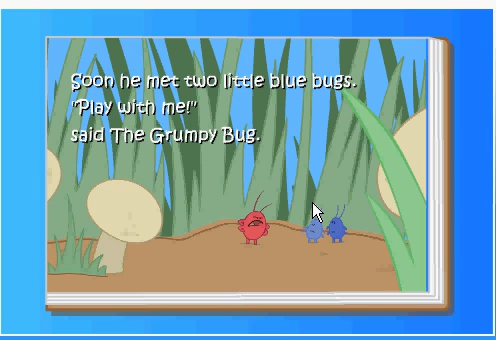 Soon he met two little blue bugs.
"Play with me!"
said The Grumpy Bug.